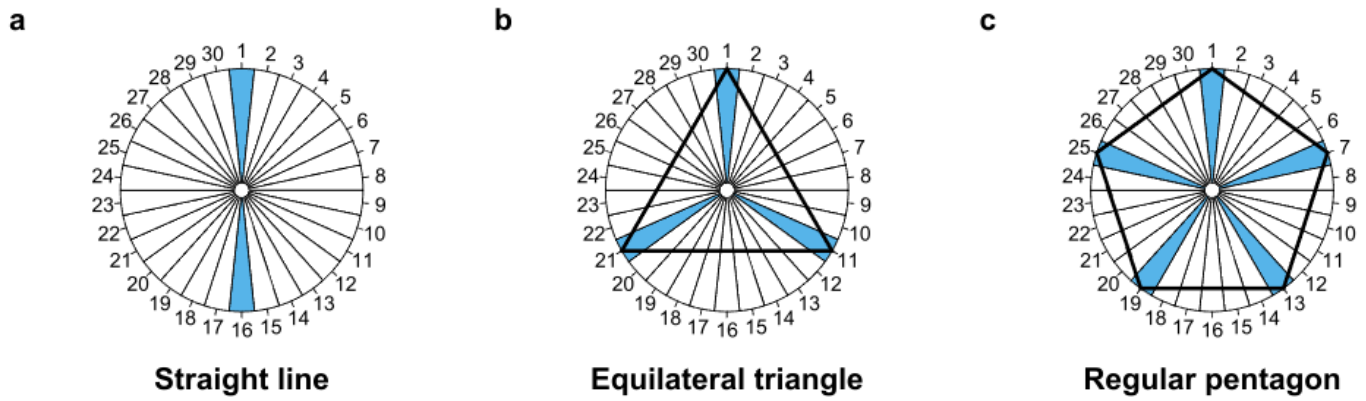 a
b
c
1 2 3 4 5 6 7 8 9 10 11 12 13 14 15 16 17 18 19 20 21 22 23 24 25 26 27 28 29 30
1 2 3 4 5 6 7 8 9 10 11 12 13 14 15 16 17 18 19 20 21 22 23 24 25 26 27 28 29 30
1 2 3 4 5 6 7 8 9 10 11 12 13 14 15 16 17 18 19 20 21 22 23 24 25 26 27 28 29 30
Straight line
Equilateral triangle
Regular pentagon